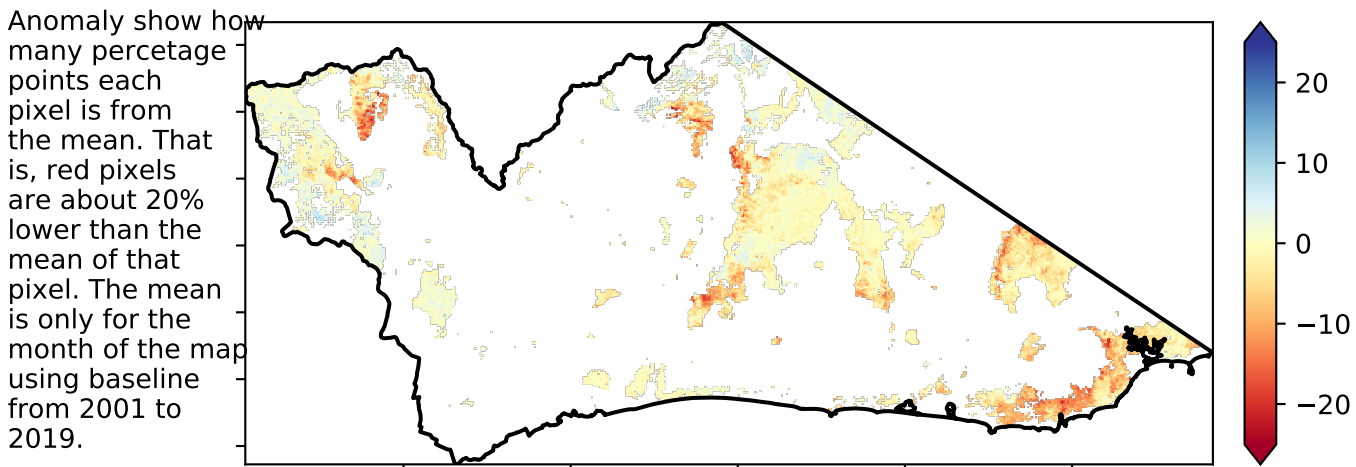 Anomaly show how
many percetage
points each
pixel is from
the mean. That
is, red pixels
are about 20%
lower than the
mean of that
pixel. The mean
is only for the
month of the map
using baseline
from 2001 to
2019.
20
10
0
−10
−20